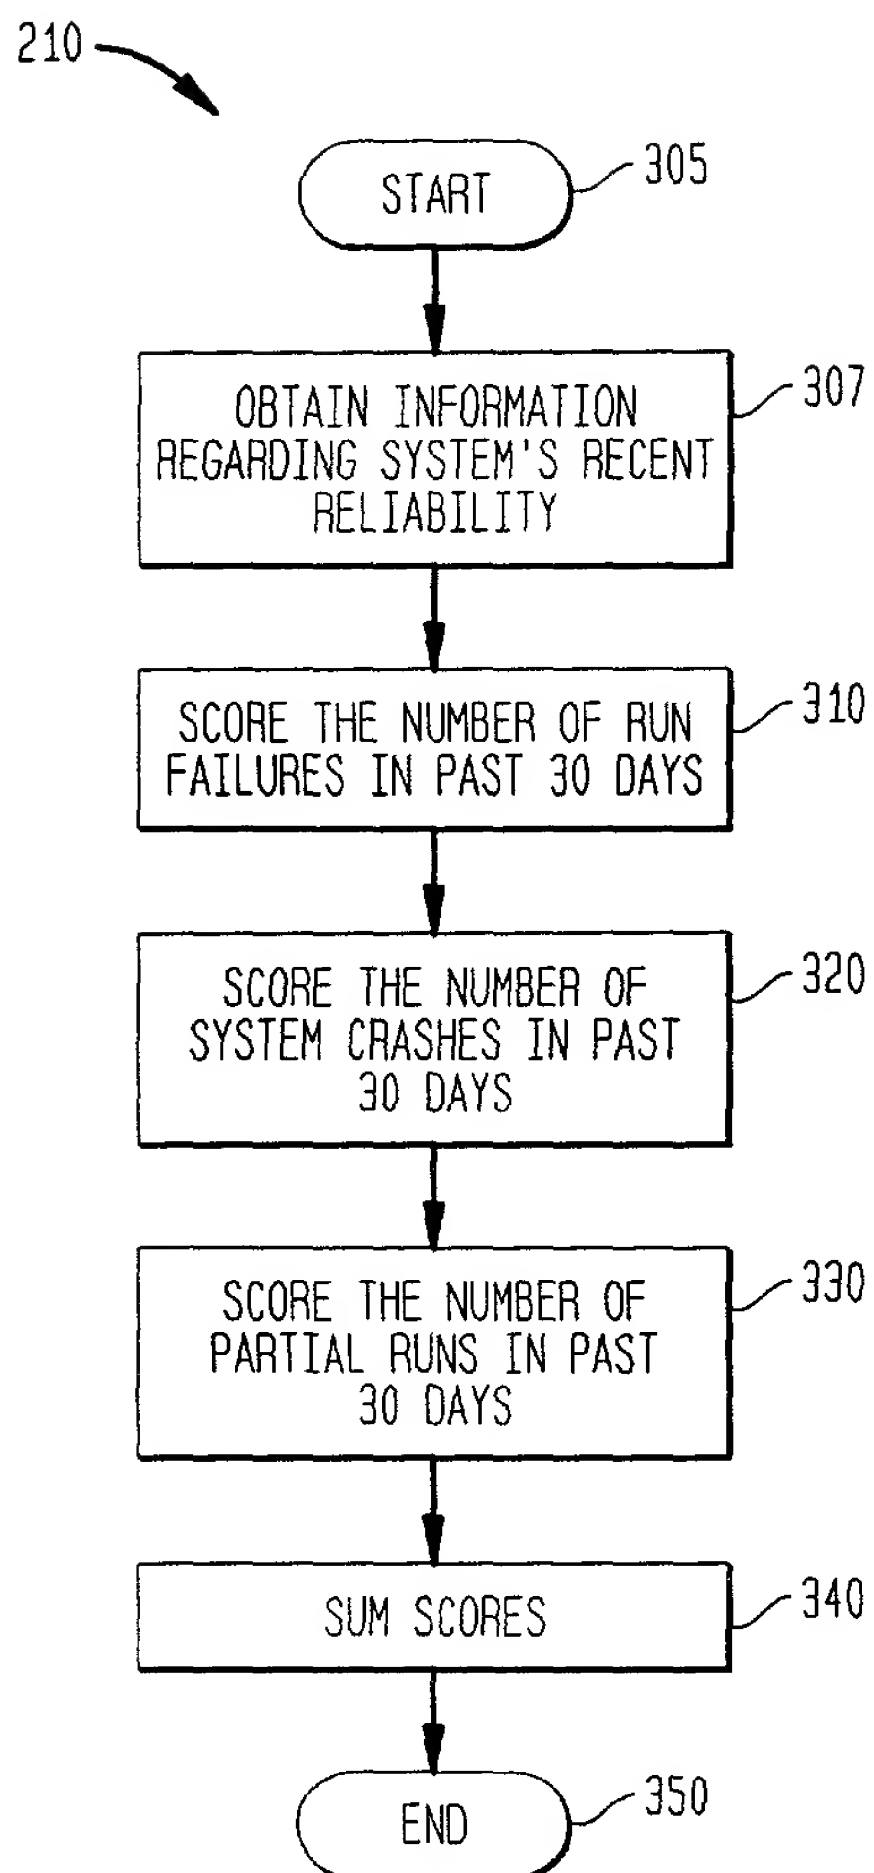 210
START
305
OBTAIN INFORMATION
REGARDING SYSTEM'S RECENT
RELIABILITY
307
SCORE THE NUMBER OF RUN
FAILURES IN PAST 30 DAYS
310
SCORE THE NUMBER OF
SYSTEM CRASHES IN PAST
30 DAYS
320
SCORE THE NUMBER OF
PARTIAL RUNS IN PAST
30 DAYS
330
SUM SCORES
340
END
350